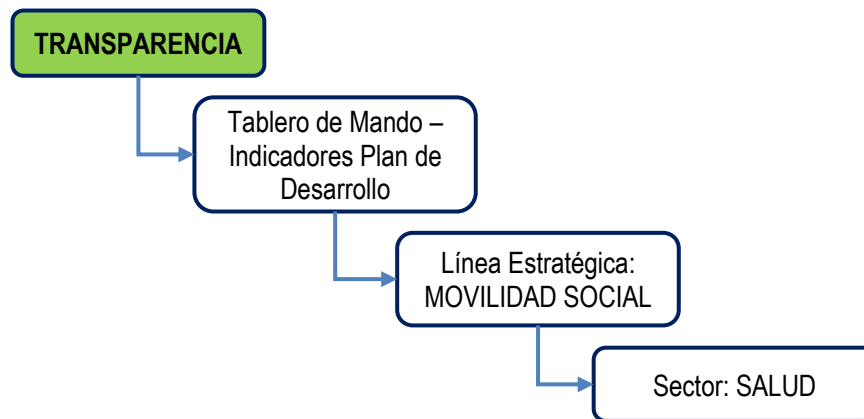 TRANSPARENCIA
Tablero de Mando –
Indicadores Plan de
Desarrollo
Línea Estratégica:
MOVILIDAD SOCIAL
Sector: SALUD